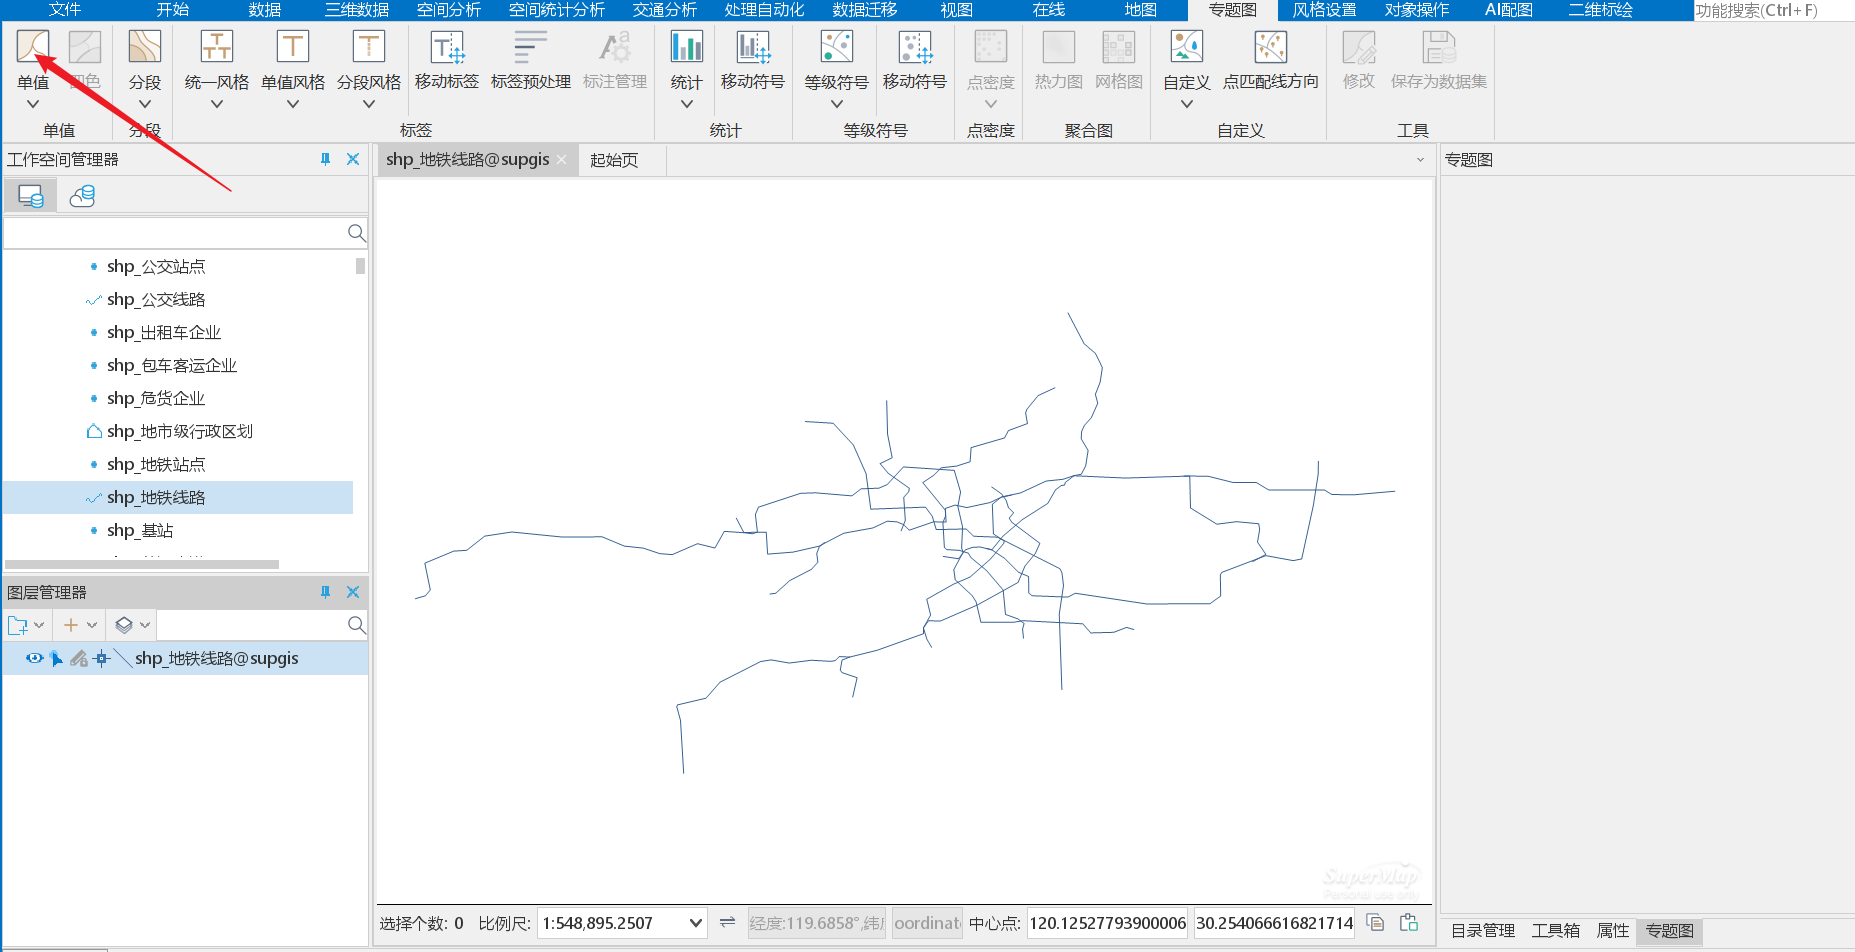 文件 开始 数据 三维数据 空间分析 空间统计分析 交通分析 处理自动化 数据迁移 视图 在线 地图 专题图 风格设置 对象操作 AI配图 二维标绘 功能搜索(Ctrl+F)
单值 四色 分段 统一风格 单值风格 分段风格 移动标签 标签预处理 标注管理 统计 移动符号 等级符号 移动符号 点密度 热力图 网格图 自定义 点匹配线方向 修改 保存为数据集
单值 分段 标签 统计 等级符号 点密度 聚合图 自定义 工具
工作空间管理器
shp_公交站点
shp_公交线路
shp_出租车企业
shp_包车客运企业
shp_危货企业
shp_地市级行政区划
shp_地铁站点
shp_地铁线路
shp_基站
图层管理器
shp_地铁线路@supgis
shp_地铁线路@supgis 起始页
SuperMap
Personal use only
选择个数: 0 比例尺: 1:548,895.2507 经度:119.6858°,纬 oordinat 中心点: 120.12527793900006 30.254066616821714
专题图
目录管理 工具箱 属性 专题图